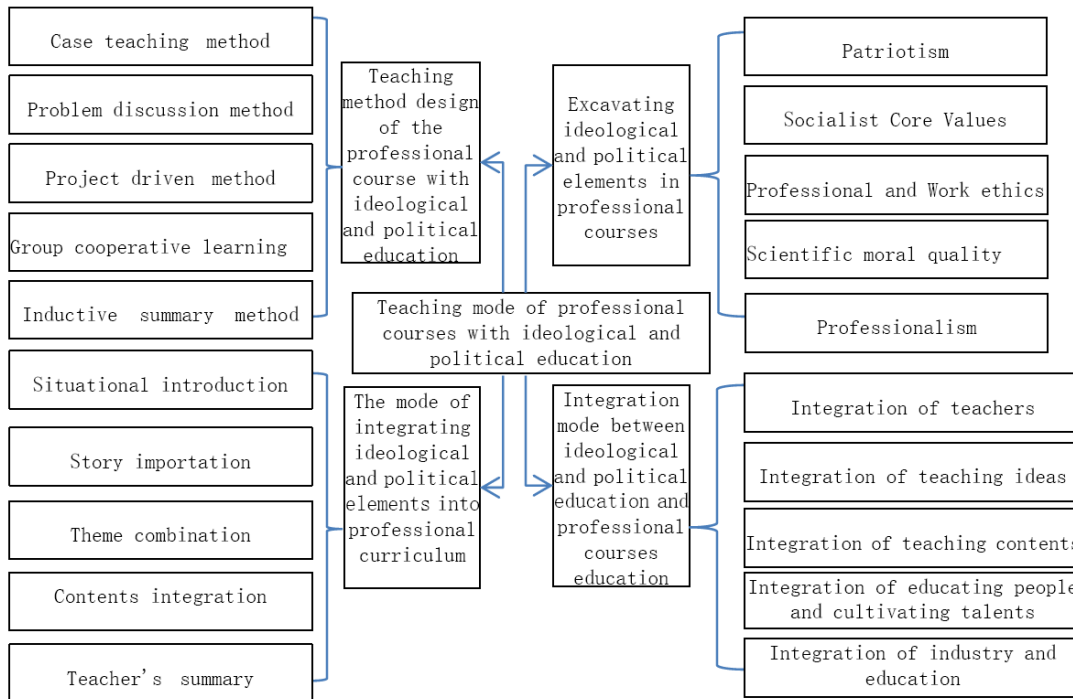 Case teaching method
Problem discussion method
Project driven method
Group cooperative learning
Inductive summary method
Teaching
method design
of the
professional
course with
ideological
and political
education
Excavating
ideological
and political
elements in
professional
courses
Patriotism
Socialist Core Values
Professional and Work ethics
Scientific moral quality
Professionalism
Teaching mode of professional
courses with ideological and
political education
Situational introduction
Story importation
Theme combination
Contents integration
Teacher's summary
The mode of
integrating
ideological
and political
elements into
professional
curriculum
Integration
mode between
ideological
and political
education and
professional
courses
education
Integration of teachers
Integration of teaching ideas
Integration of teaching contents
Integration of educating people
and cultivating talents
Integration of industry and
education